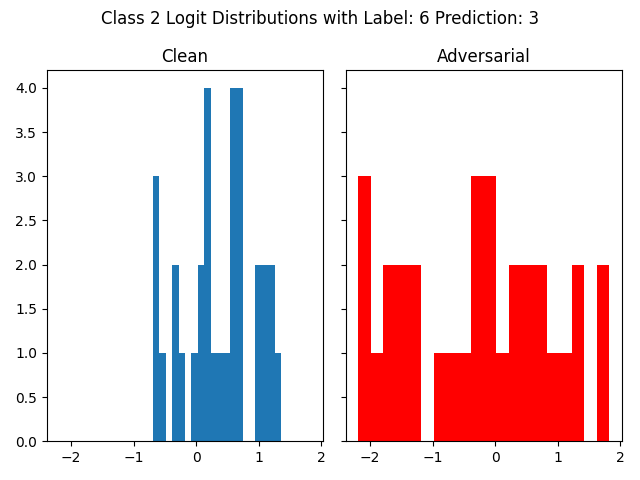 Class 2 Logit Distributions with Label: 6 Prediction: 3
Clean
Adversarial
4.0
3.5
3.0
2.5
2.0
1.5
1.0
0.5
0.0
−2 −1 0 1 2
−2 −1 0 1 2